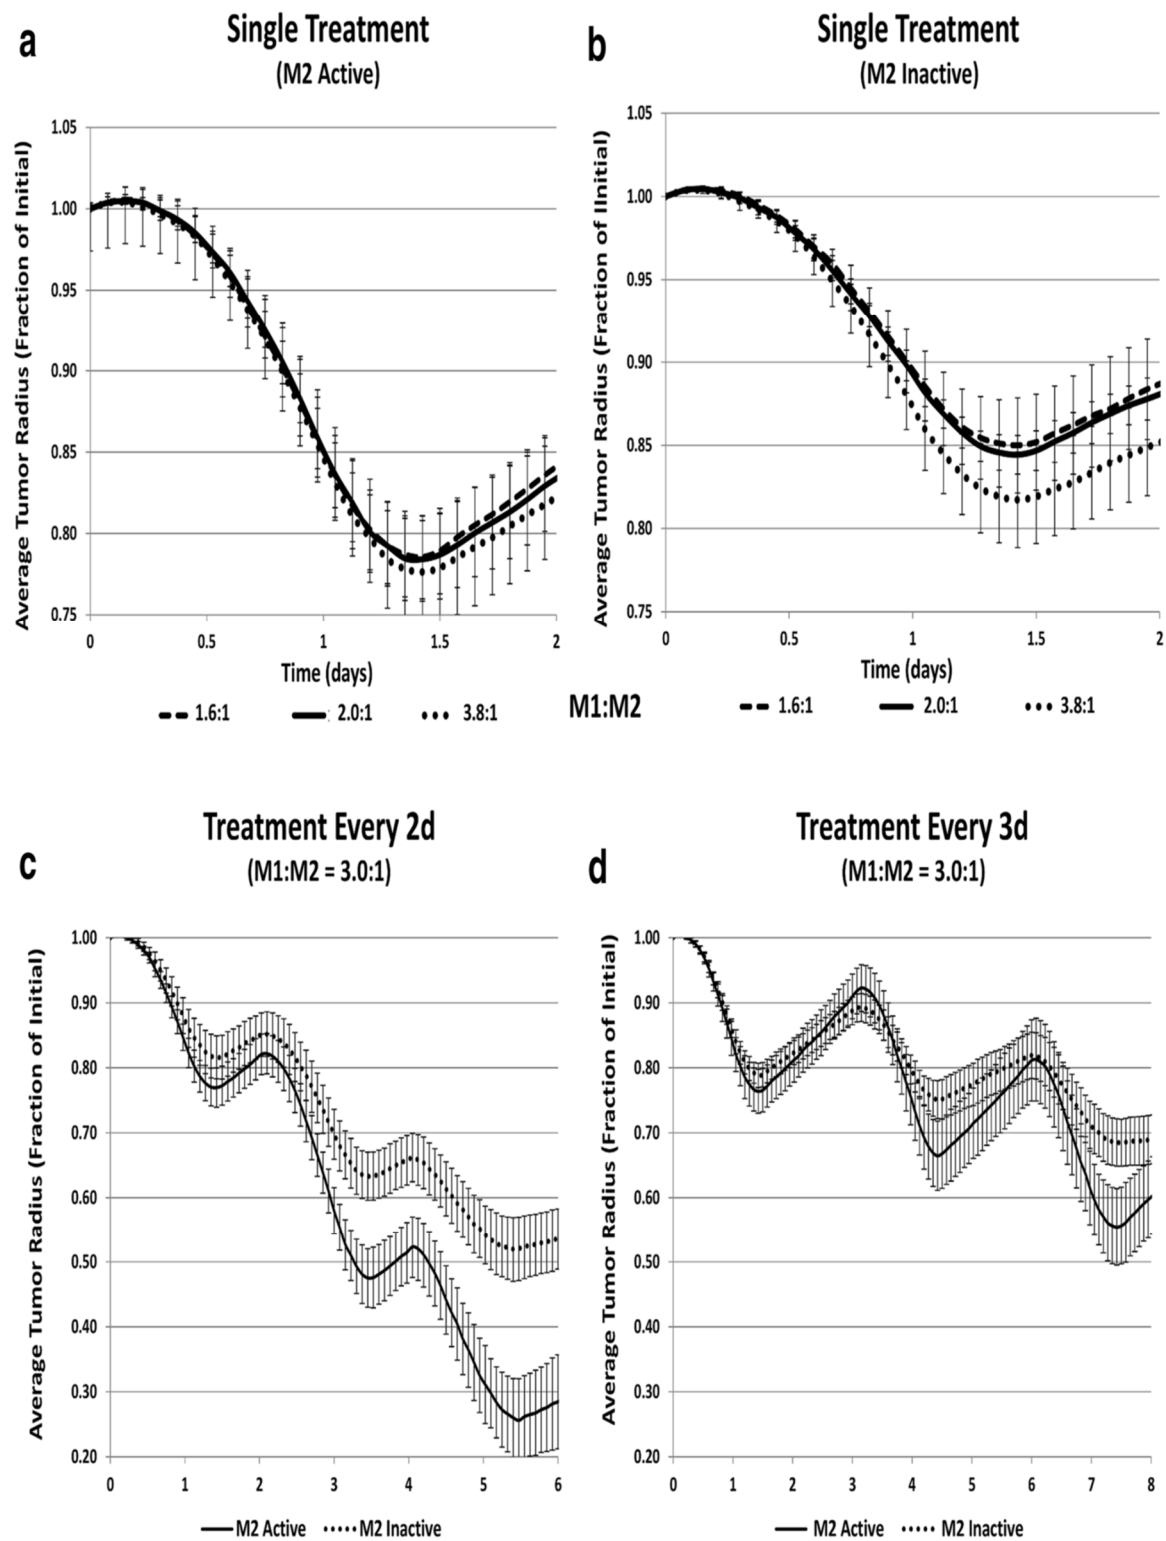 a
Single Treatment
(M2 Active)
Average Tumor Radius (Fraction of Initial)
1.05
1.00
0.95
0.90
0.85
0.80
0.75
0 0.5 1 1.5 2
Time (days)
1.6:1 2.0:1 3.8:1
b
Single Treatment
(M2 Inactive)
Average Tumor Radius (Fraction of IInitial)
1.05
1.00
0.95
0.90
0.85
0.80
0.75
0 0.5 1 1.5 2
Time (days)
M1:M2
1.6:1 2.0:1 3.8:1
c
Treatment Every 2d
(M1:M2 = 3.0:1)
Average Tumor Radius (Fraction of Initial)
1.00
0.90
0.80
0.70
0.60
0.50
0.40
0.30
0.20
0 1 2 3 4 5 6
M2 Active M2 Inactive
d
Treatment Every 3d
(M1:M2 = 3.0:1)
Average Tumor Radius (Fraction of Initial)
1.00
0.90
0.80
0.70
0.60
0.50
0.40
0.30
0.20
0 1 2 3 4 5 6 7 8
M2 Active M2 Inactive